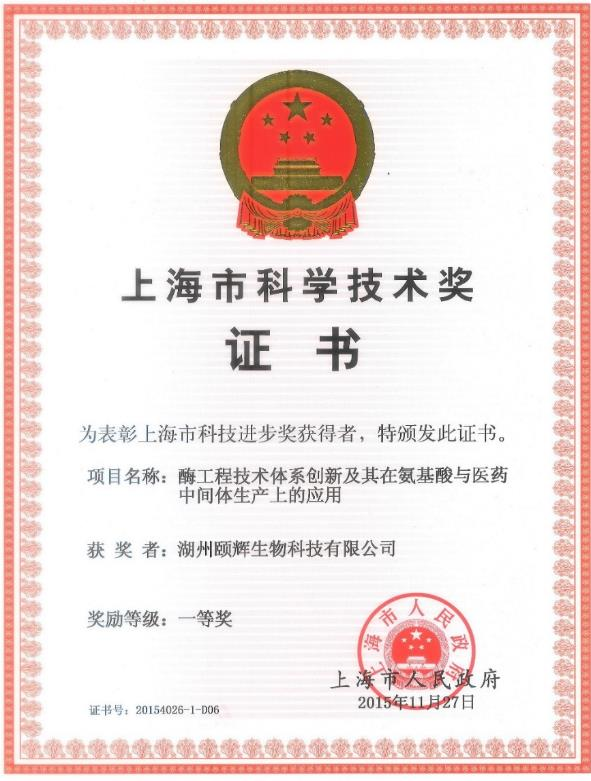 上海市科学技术奖
证 书
为表彰上海市科技进步奖获得者，特颁发此证书。
项目名称：酶工程技术体系创新及其在氨基酸与医药
中间体生产上的应用
获 奖 者：湖州颐辉生物科技有限公司
奖励等级：一等奖
上海市人民政府
上海市人民政府
2015年11月27日
证书号：20154026-1-D06